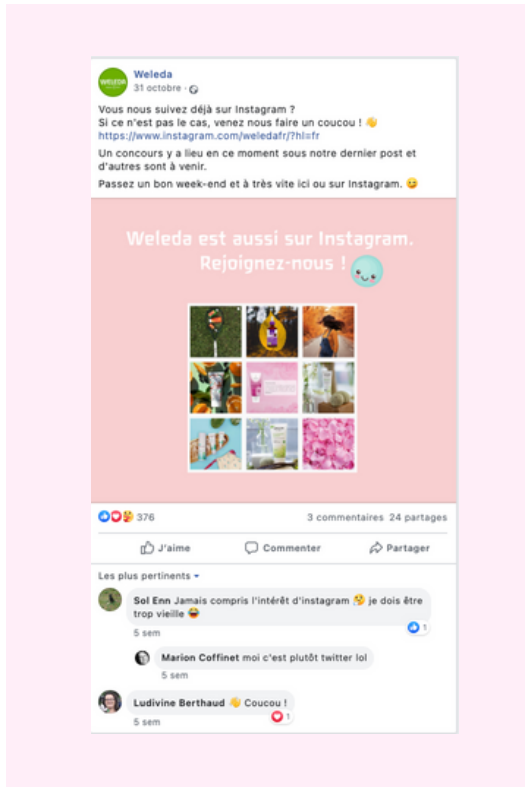 WELEDA
Weleda
31 octobre ·
Vous nous suivez déjà sur Instagram ?
Si ce n'est pas le cas, venez nous faire un coucou ! 👋
https://www.instagram.com/weledafr/?hl=fr
Un concours y a lieu en ce moment sous notre dernier post et
d'autres sont à venir.
Passez un bon week-end et à très vite ici ou sur Instagram. 😉
Weleda est aussi sur Instagram.
Rejoignez-nous !
376
3 commentaires 24 partages
J'aime Commenter Partager
Les plus pertinents
Sol Enn Jamais compris l'intérêt d'instagram 🤔 je dois être
trop vieille 😂
1
5 sem
Marion Coffinet moi c'est plutôt twitter lol
5 sem
Ludivine Berthaud 👋 Coucou !
1
5 sem